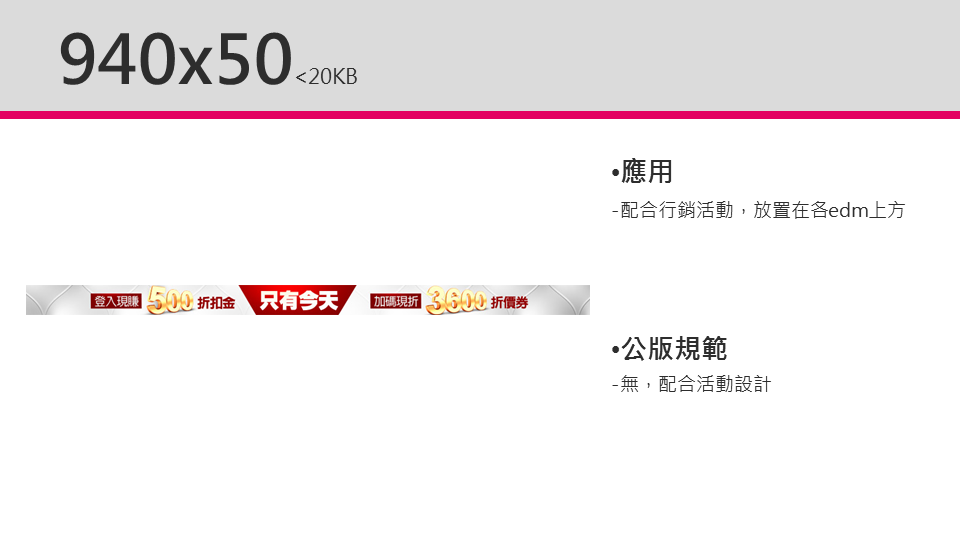 940x50<20KB
•應用
-配合行銷活動，放置在各edm上方
登入現賺 500 折扣金 只有今天 加碼現折 3600 折價券
•公版規範
-無，配合活動設計